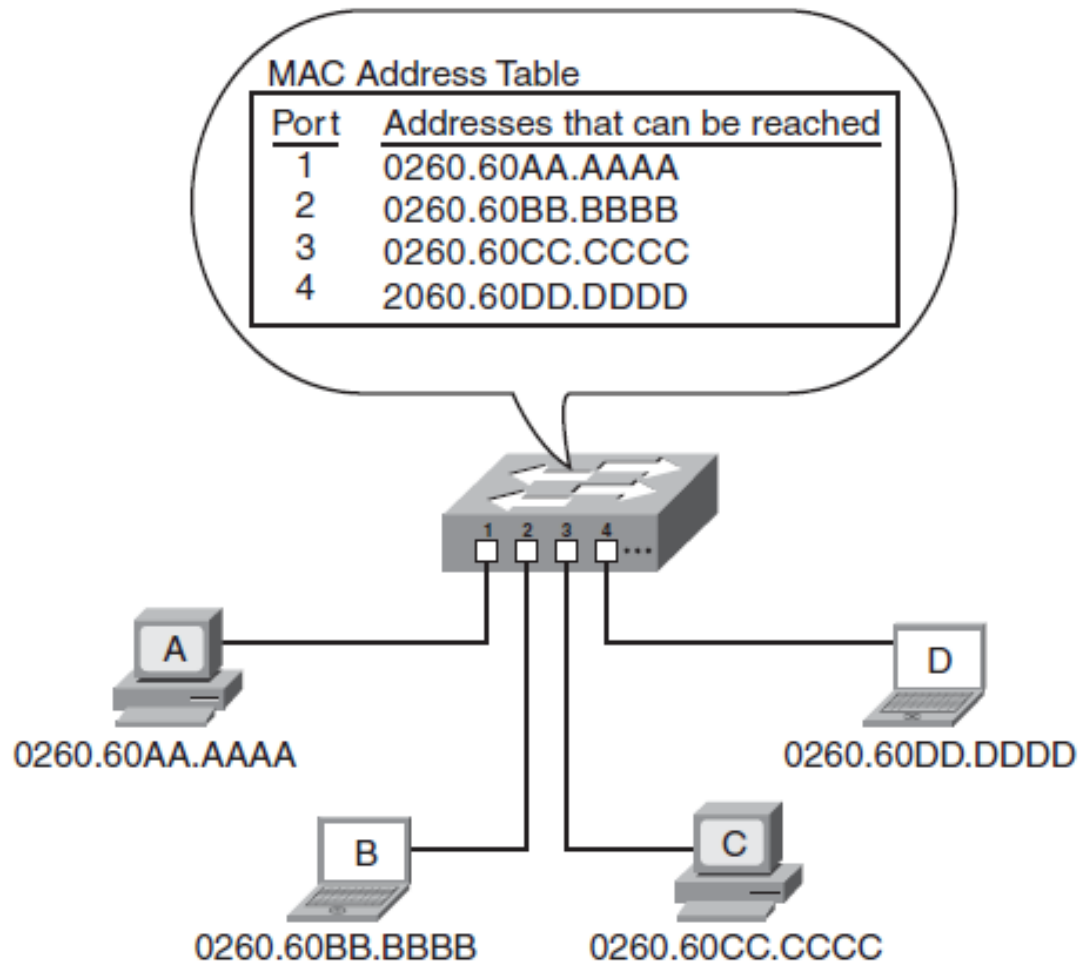 MAC Address Table
Port Addresses that can be reached
1 0260.60AA.AAAA
2 0260.60BB.BBBB
3 0260.60CC.CCCC
4 2060.60DD.DDDD
1 2 3 4 ...
A
D
0260.60AA.AAAA
0260.60DD.DDDD
B
C
0260.60BB.BBBB
0260.60CC.CCCC